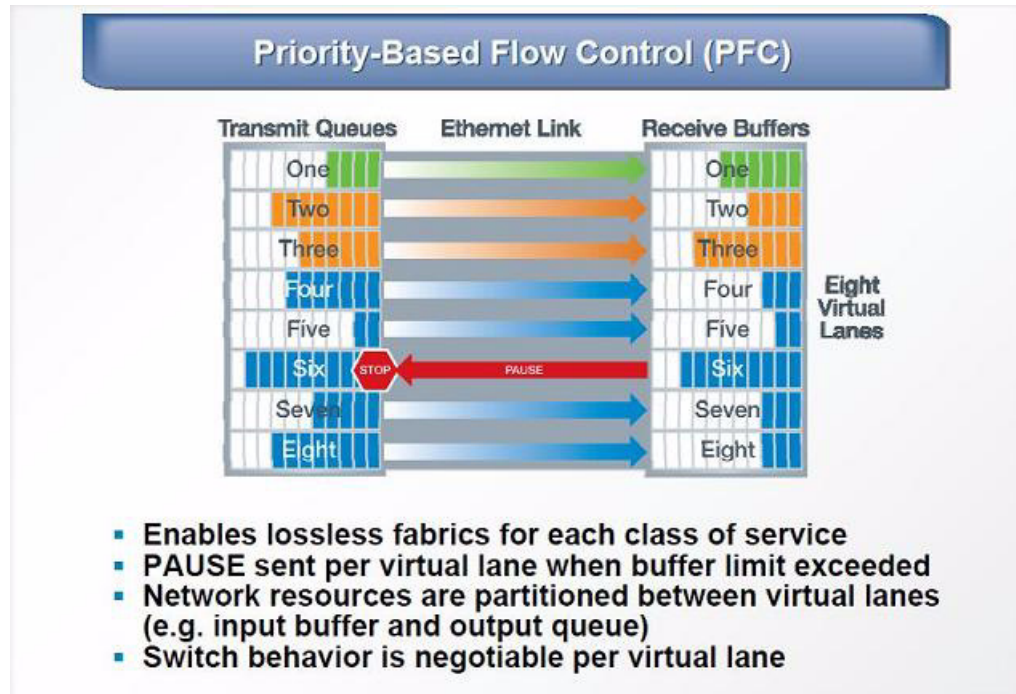 Priority-Based Flow Control (PFC)
Transmit Queues Ethernet Link Receive Buffers
One One
Two Two
Three Three
Four Four
Five Five
Six STOP PAUSE Six
Seven Seven
Eight Eight
Eight
Virtual
Lanes
Enables lossless fabrics for each class of service
PAUSE sent per virtual lane when buffer limit exceeded
Network resources are partitioned between virtual lanes
(e.g. input buffer and output queue)
Switch behavior is negotiable per virtual lane